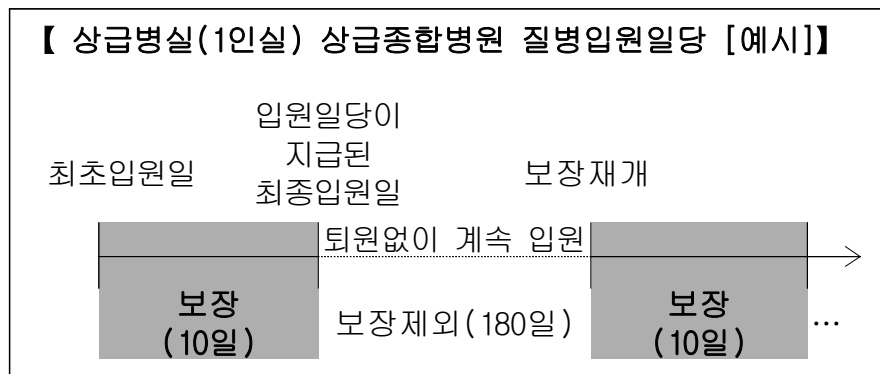 【 상급병실(1인실) 상급종합병원 질병입원일당 [예시]】
최초입원일
입원일당이
지급된
최종입원일
보장재개
퇴원없이 계속 입원
보장
(10일)
보장제외(180일)
보장
(10일)
…